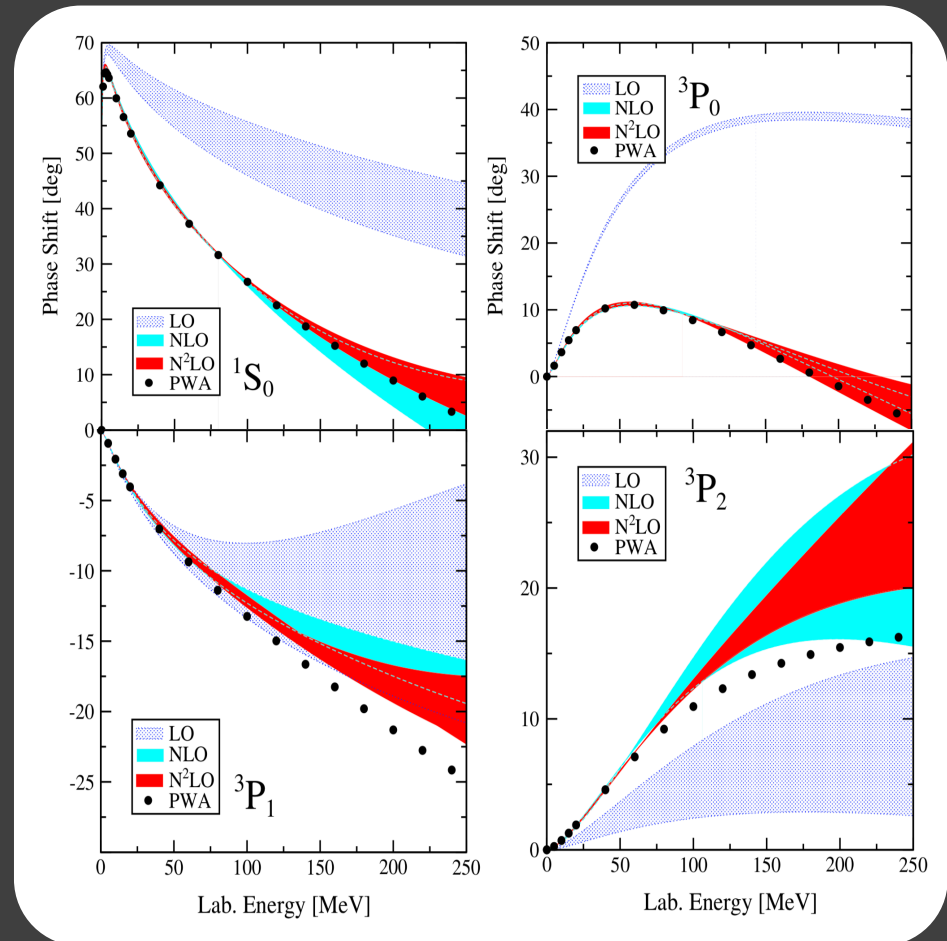 70
60
50
40
30
20
10
0
Phase Shift [deg]
LO
NLO
N²LO
PWA
¹S₀
50
40
30
20
10
0
Phase Shift [deg]
LO
NLO
N²LO
PWA
³P₀
-5
-10
-15
-20
-25
LO
NLO
N²LO
PWA
³P₁
0
50
100
150
200
250
Lab. Energy [MeV]
30
20
10
0
LO
NLO
N²LO
PWA
³P₂
0
50
100
150
200
250
Lab. Energy [MeV]